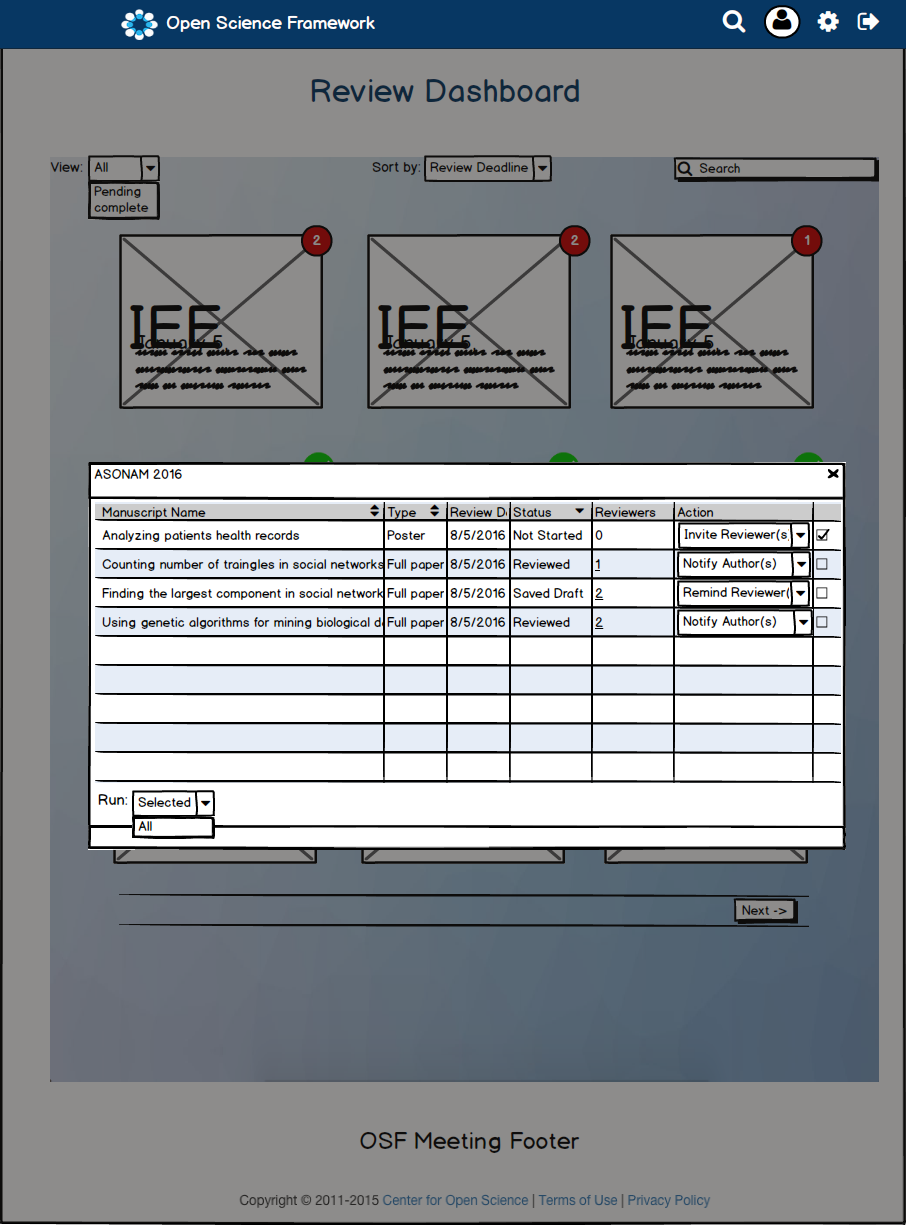 Open Science Framework
Review Dashboard
View: All Sort by: Review Deadline Search
Pending
complete
2 2 1
IEE IEE IEE
January 5 January 5 January 5
ASONAM 2016
Manuscript Name Type Review D Status Reviewers Action
Analyzing patients health records Poster 8/5/2016 Not Started 0 Invite Reviewer(s)
Counting number of traingles in social networks Full paper 8/5/2016 Reviewed 1 Notify Author(s)
Finding the largest component in social network Full paper 8/5/2016 Saved Draft 2 Remind Reviewer(
Using genetic algorithms for mining biological d Full paper 8/5/2016 Reviewed 2 Notify Author(s)
Run: Selected
All
Next ->
OSF Meeting Footer
Copyright © 2011-2015 Center for Open Science | Terms of Use | Privacy Policy